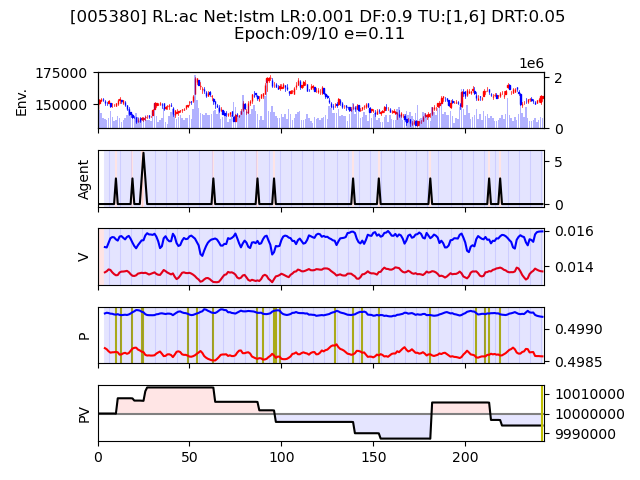 [005380] RL:ac Net:lstm LR:0.001 DF:0.9 TU:[1,6] DRT:0.05
Epoch:09/10 e=0.11
1e6
Env.
175000
150000
2
0
Agent
5
0
V
0.016
0.014
P
0.4990
0.4985
PV
10010000
10000000
9990000
0
50
100
150
200